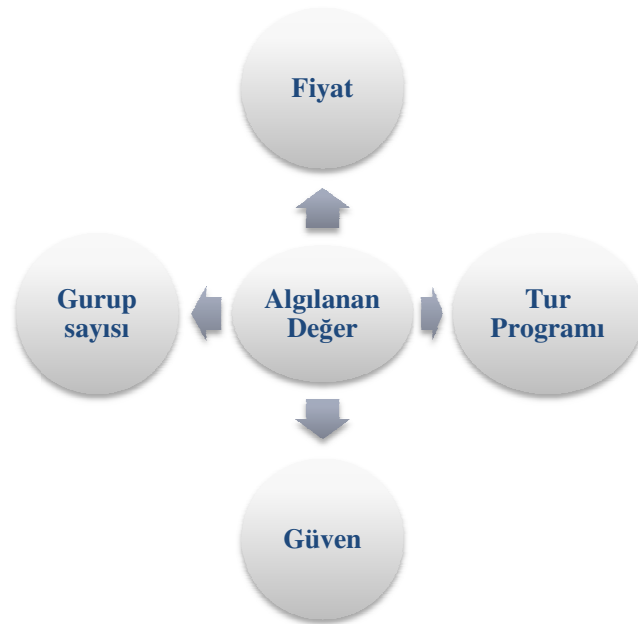 Fiyat
Gurup
sayısı
Algılanan
Değer
Tur
Programı
Güven